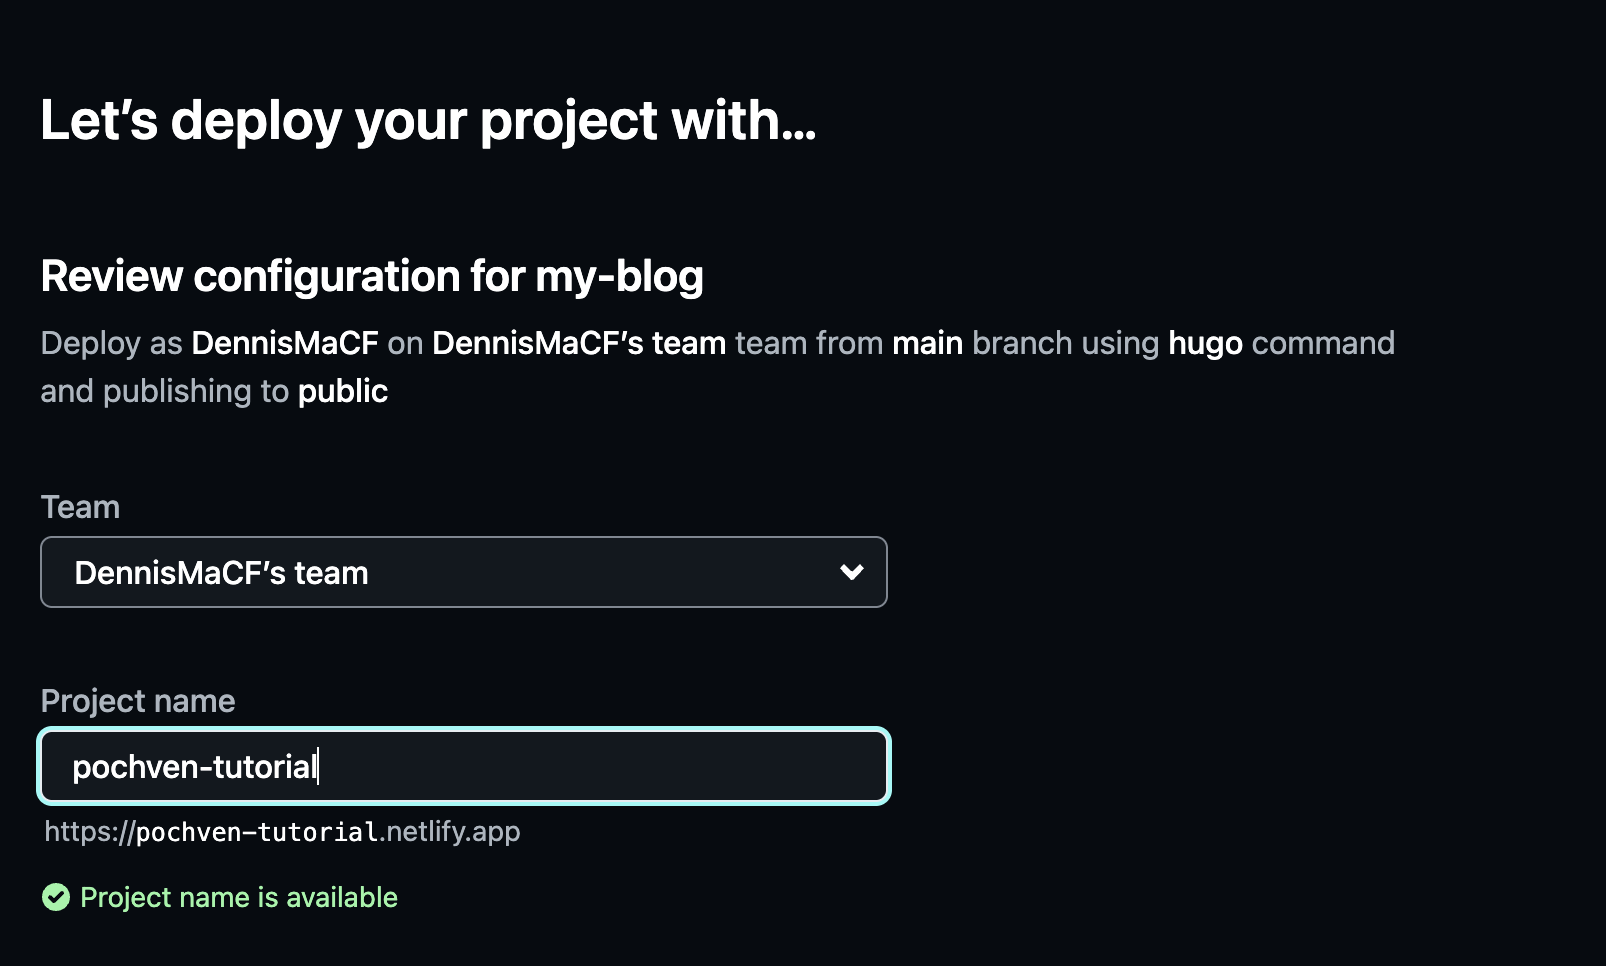 Let’s deploy your project with…
Review configuration for my-blog
Deploy as DennisMaCF on DennisMaCF’s team team from main branch using hugo command
and publishing to public
Team
DennisMaCF’s team
Project name
pochven-tutorial
https://pochven-tutorial.netlify.app
Project name is available